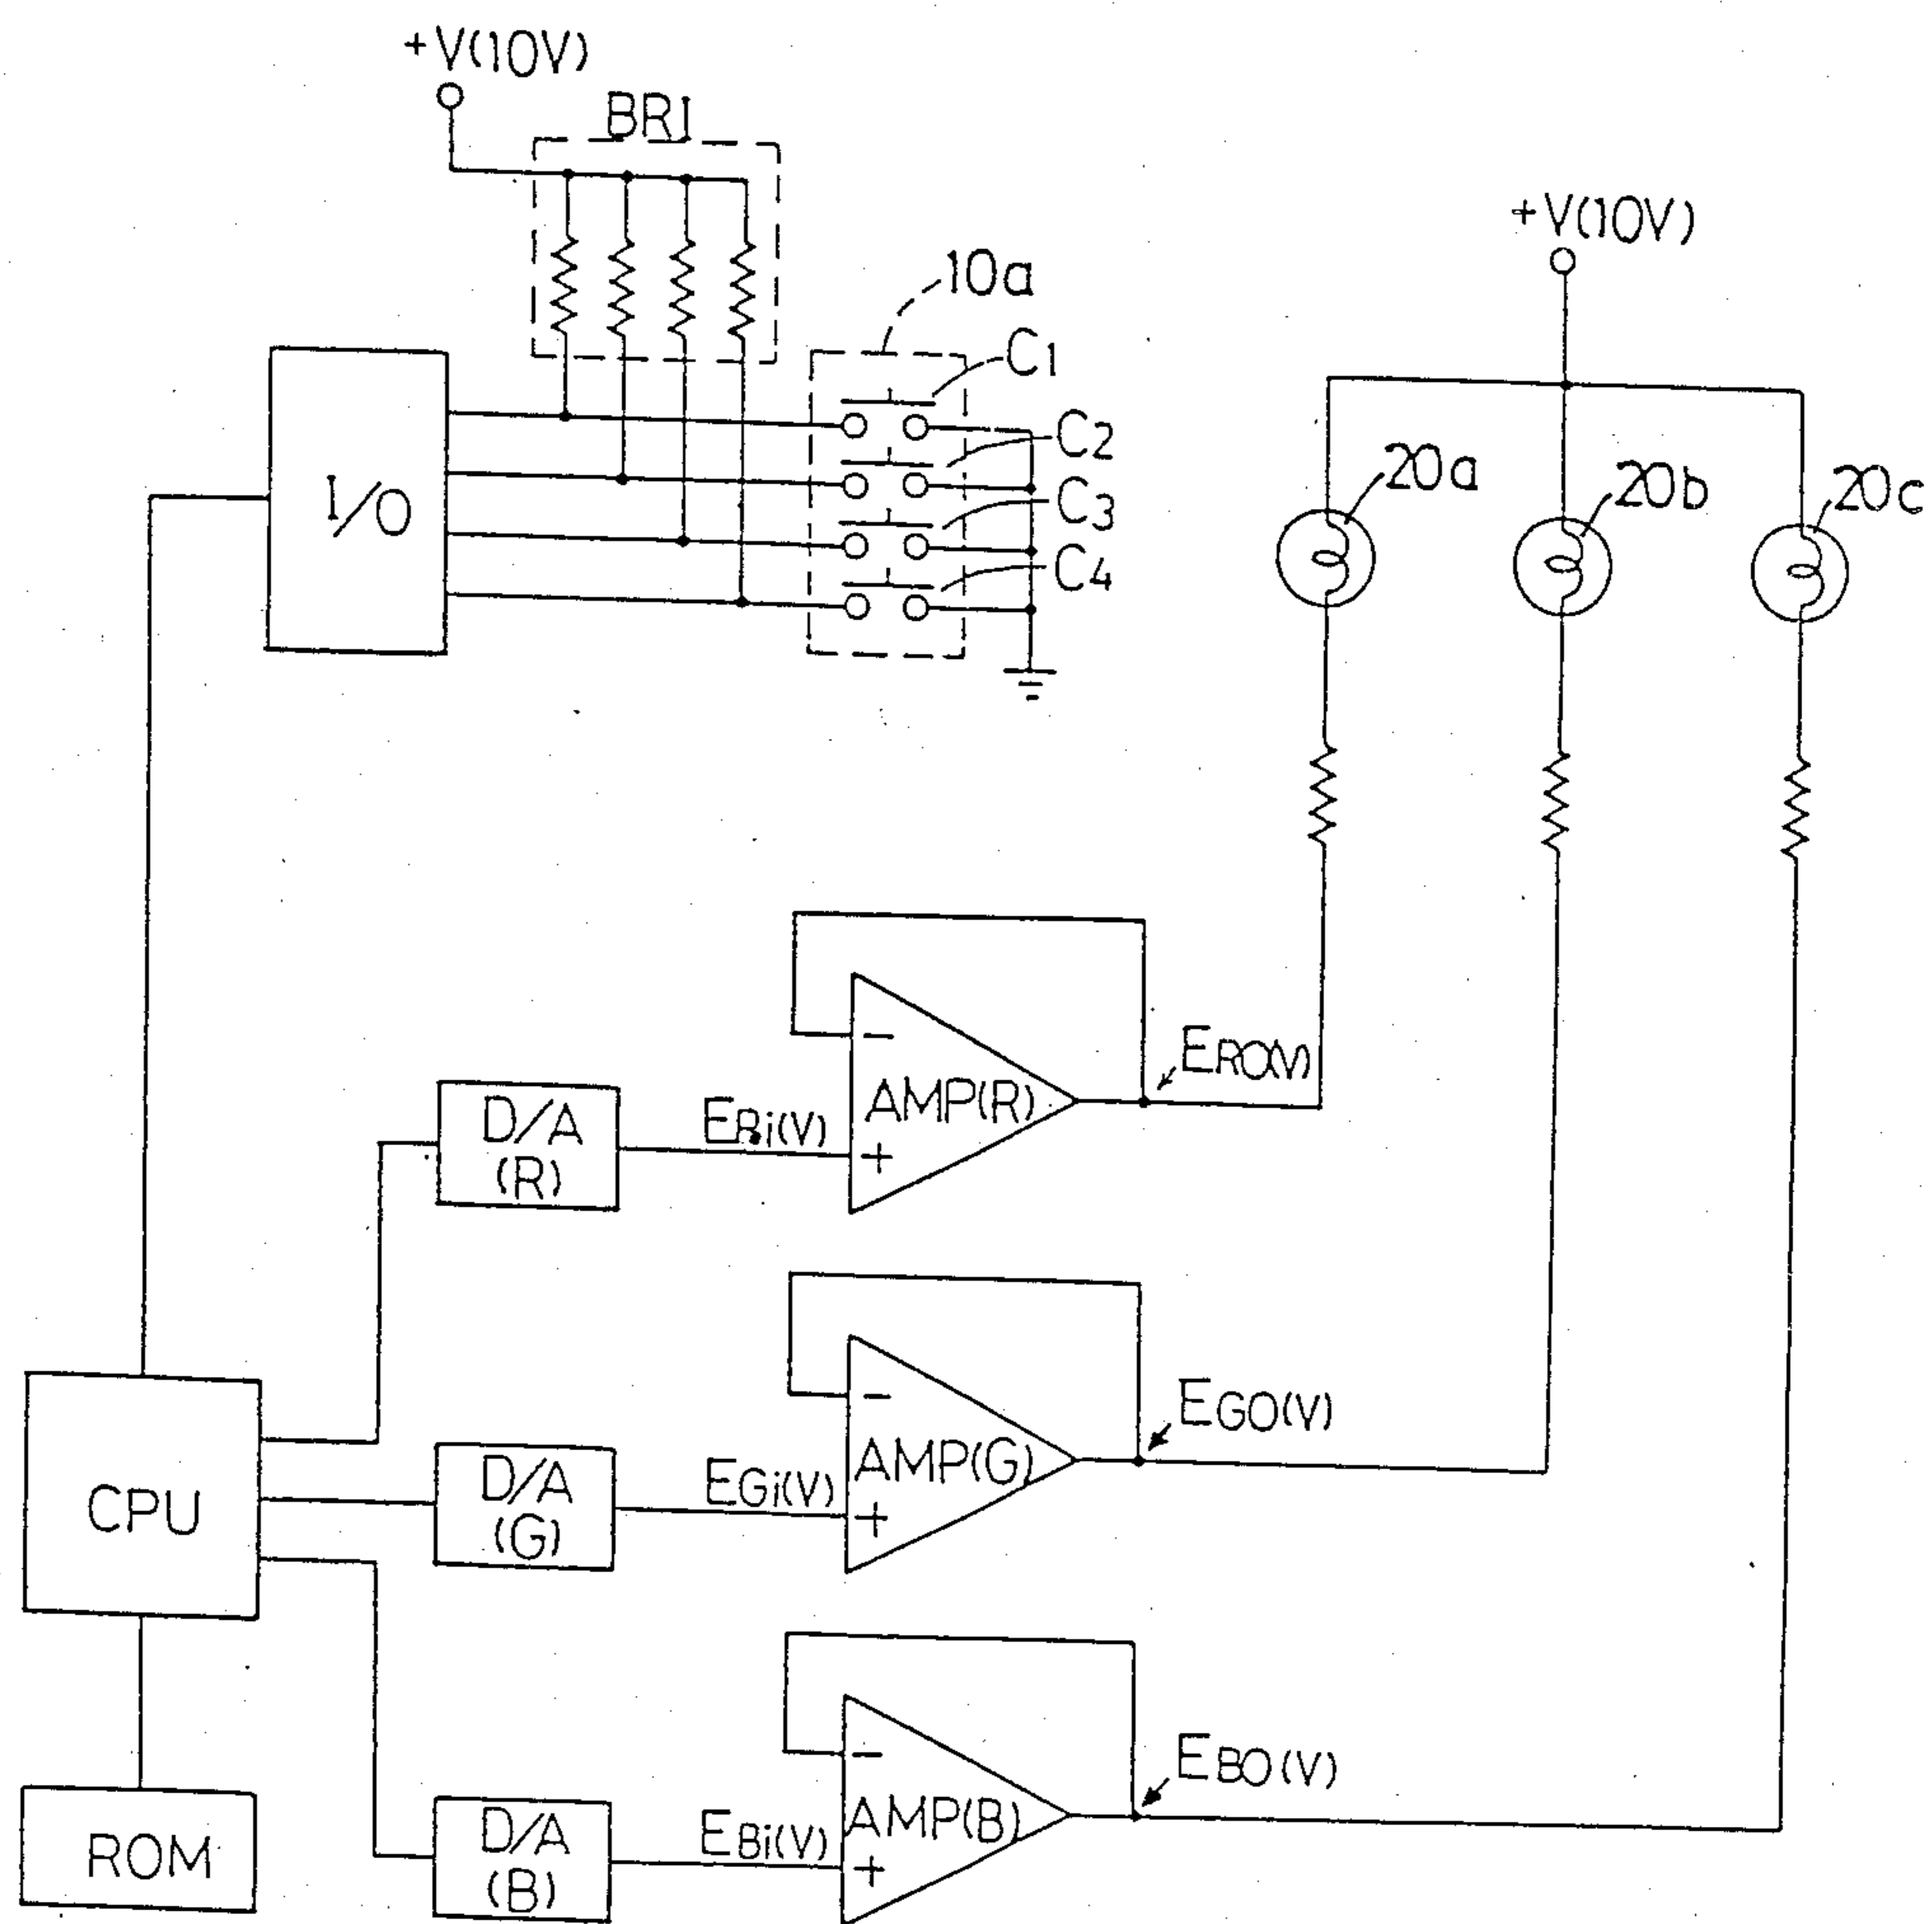 +V(10V)
BR1
+V(10V)
10a
C1
C2
C3
C4
I/O
20a
20b
20c
ERO(V)
D/A
(R)
ERi(V)
-
AMP(R)
+
EGO(V)
CPU
D/A
(G)
EGi(V)
-
AMP(G)
+
EBO(V)
ROM
D/A
(B)
EBi(V)
-
AMP(B)
+